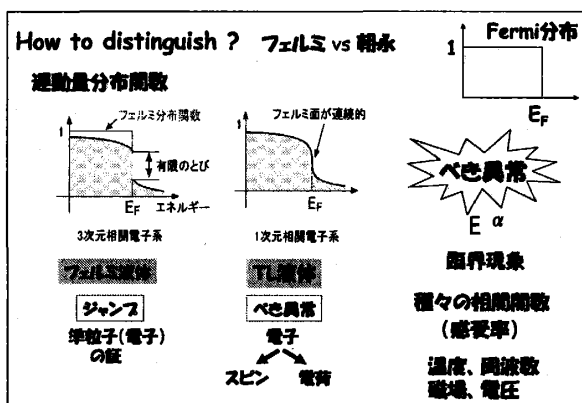 How to distinguish ? フェルミ vs 朝永
運動量分布関数
1
フェルミ分布関数
有限のとび
E_F
エネルギー
3次元相関電子系
フェルミ液体
ジャンプ
準粒子(電子)
の証
1
フェルミ面が連続的
E_F
1次元相関電子系
TL液体
べき異常
電子
スピン 電荷
Fermi分布
1
E_F
べき異常
E^α
臨界現象
種々の相関関数
(感受率)
温度、周波数
磁場、電圧